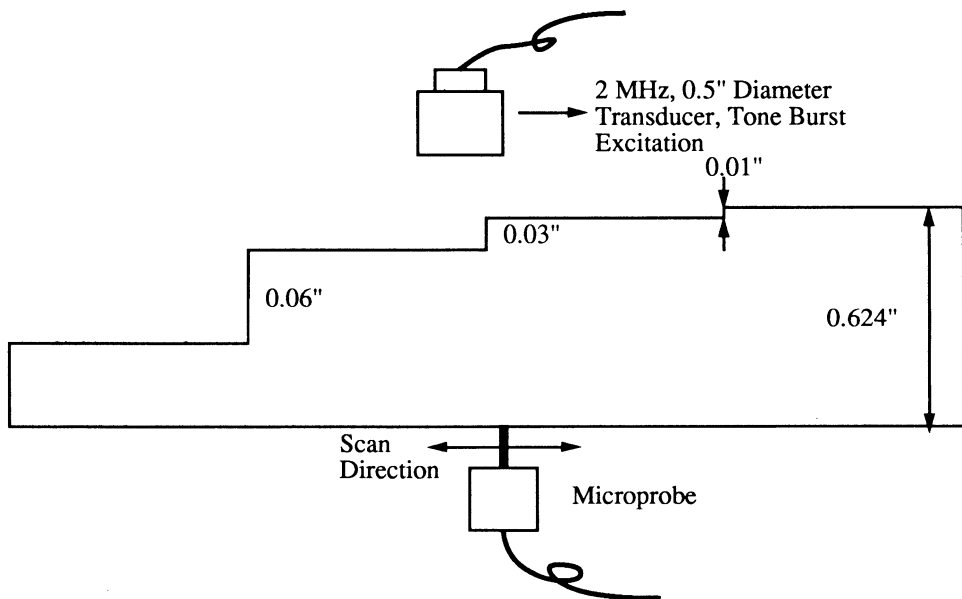 2 MHz, 0.5" Diameter
Transducer, Tone Burst
Excitation
0.01"
0.03"
0.06"
0.624"
Scan
Direction
Microprobe